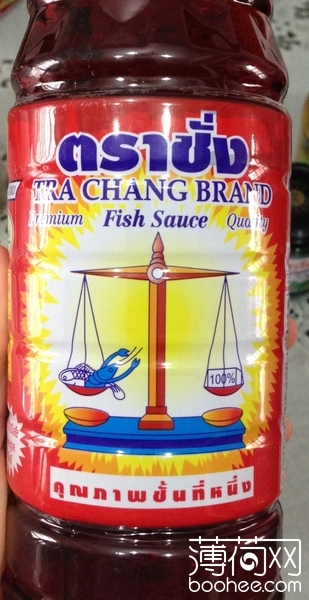 ตราชั่ง
TRA CHANG BRAND
Premium Fish Sauce Quality
100%
คุณภาพชั้นที่หนึ่ง
薄荷网
boohee.com